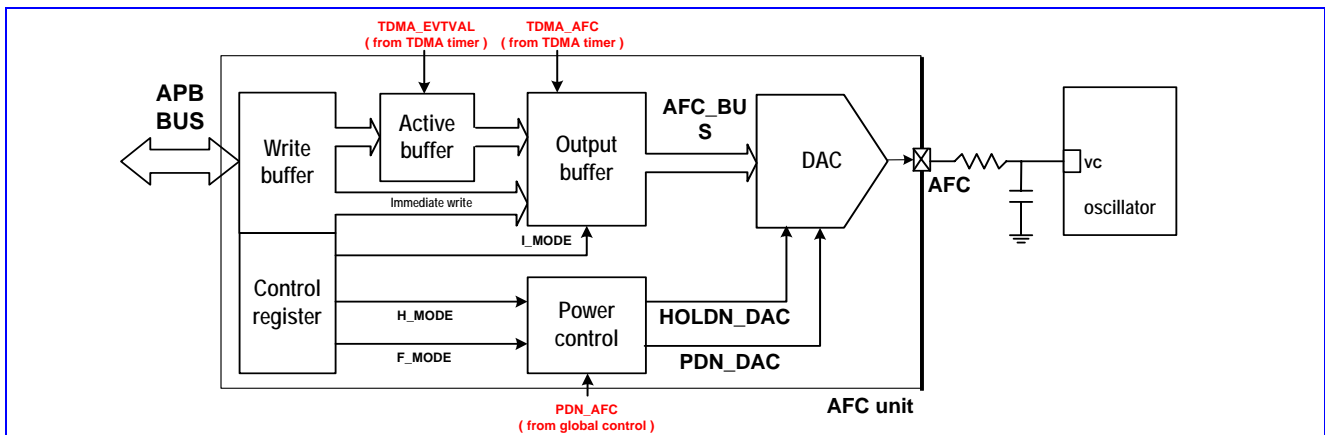 TDMA_EVTVAL
( from TDMA timer )
TDMA_AFC
( from TDMA timer )
APB
BUS
Write
buffer
Active
buffer
Output
buffer
AFC_BU
S
DAC
AFC
VC
oscillator
Immediate write
I_MODE
Control
register
H_MODE
F_MODE
Power
control
HOLDN_DAC
PDN_DAC
PDN_AFC
( from global control )
AFC unit